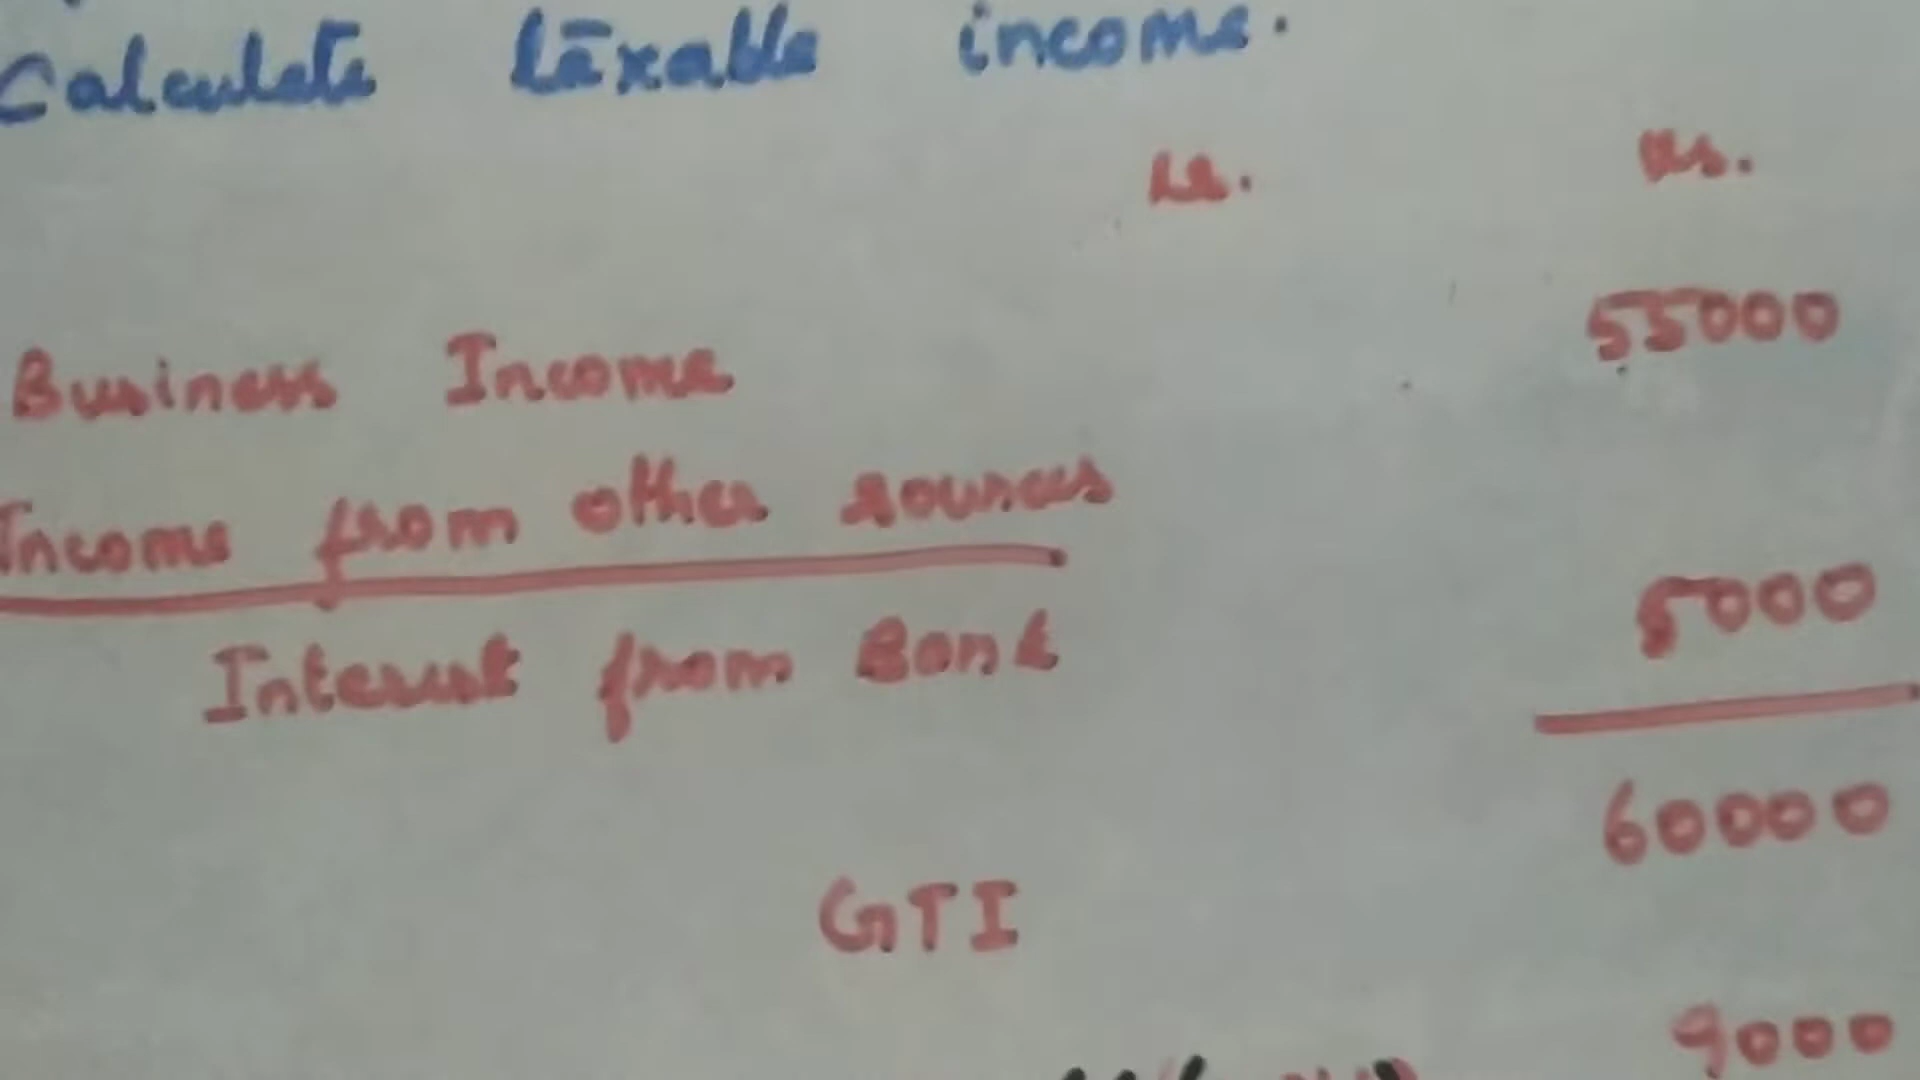 Calculate taxable income.
Rs. Rs.
Business Income 55000
Income from other sources
Interest from Bank 5000
60000
GTI
9000